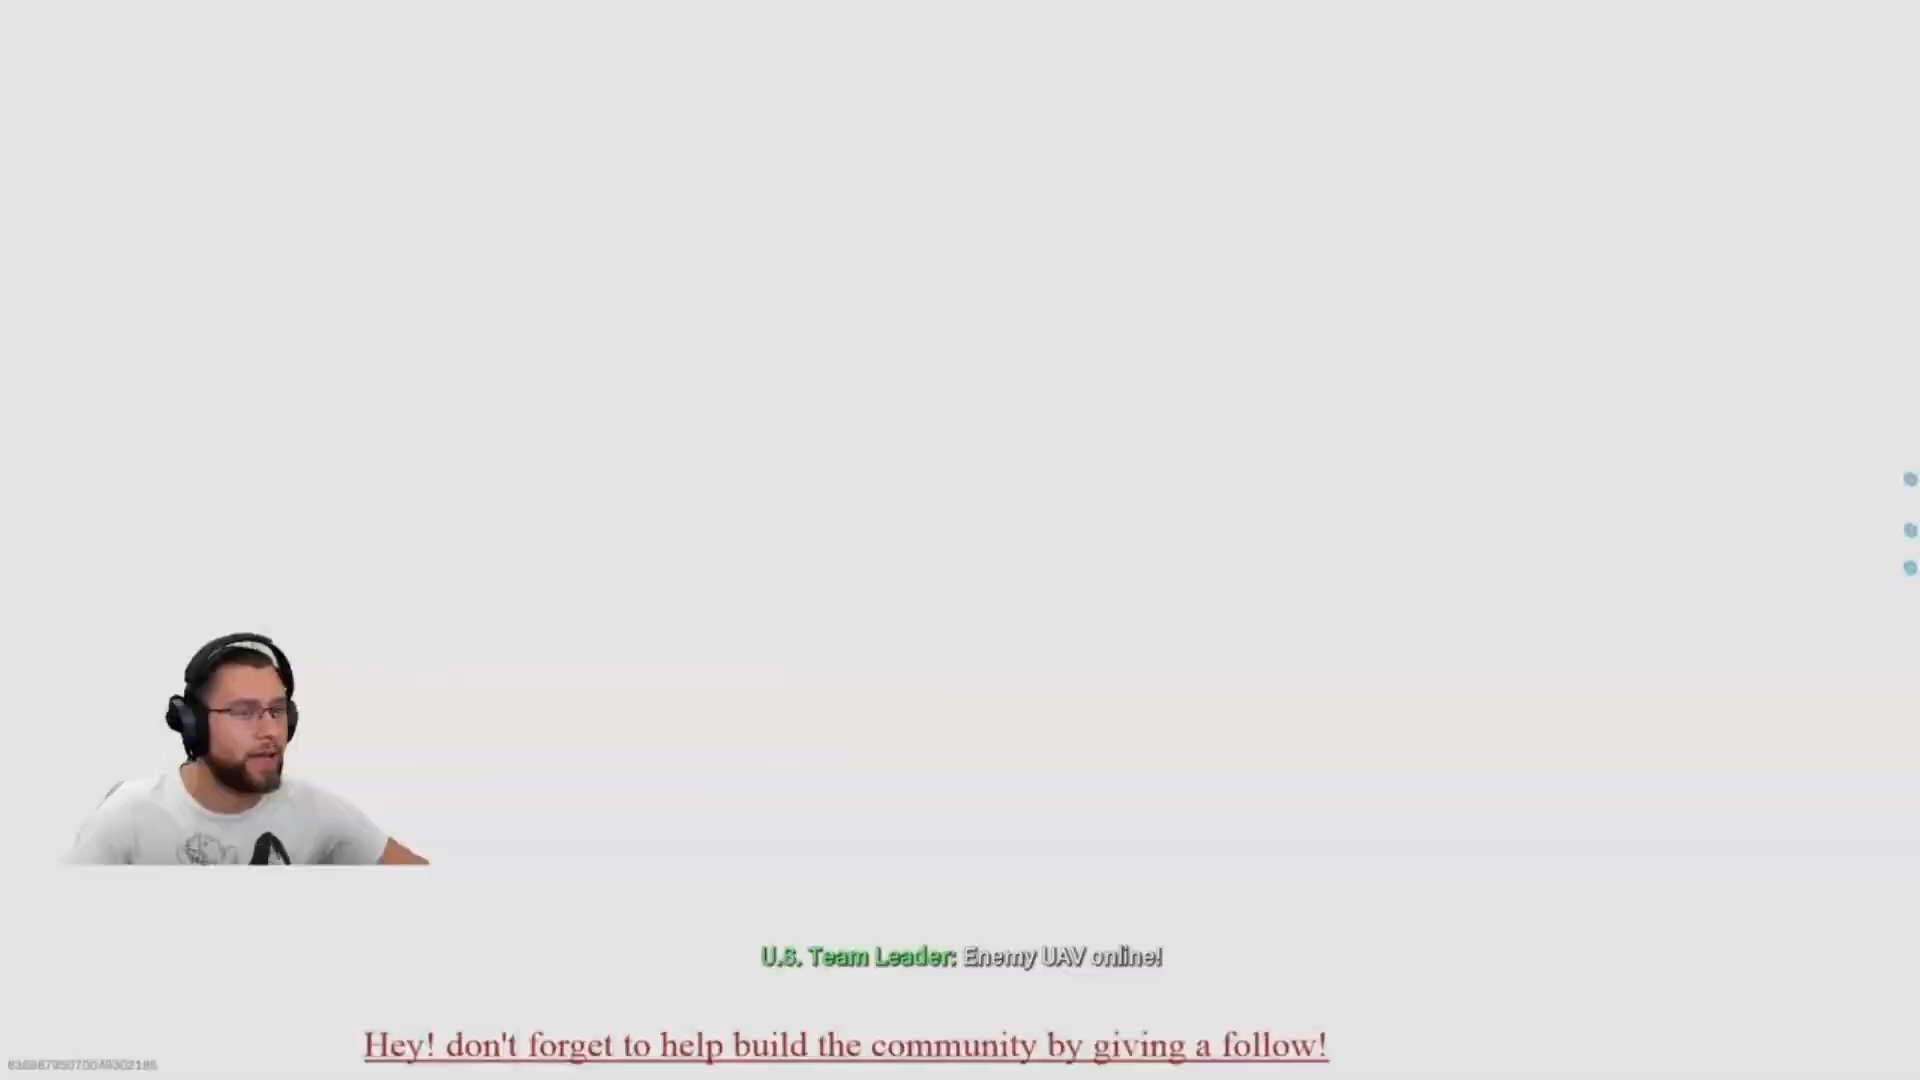 U.S. Team Leader: Enemy UAV online!
Hey! don't forget to help build the community by giving a follow!